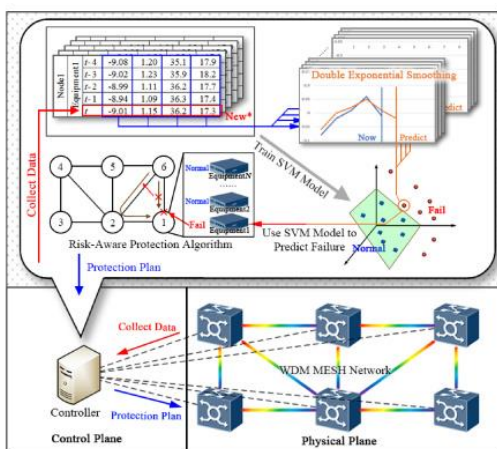 Node1
Equipment1
t-4 -9.08 1.20 35.1 17.9
t-3 -9.02 1.23 35.9 18.2
t-2 -8.99 1.11 36.2 17.7
t-1 -8.94 1.09 36.3 17.4
t -9.01 1.15 36.2 17.3
New*
Double Exponential Smoothing
Now
Predict
Predict
Collect Data
Train SVM Model
4
5
6
3
2
1
Normal
EquipmentN
......
Normal
Equipment2
Fail
Equipment1
Risk-Aware Protection Algorithm
Use SVM Model to
Predict Failure
Fail
Normal
Protection Plan
Collect Data
Controller
Protection Plan
Control Plane
WDM MESH Network
Physical Plane